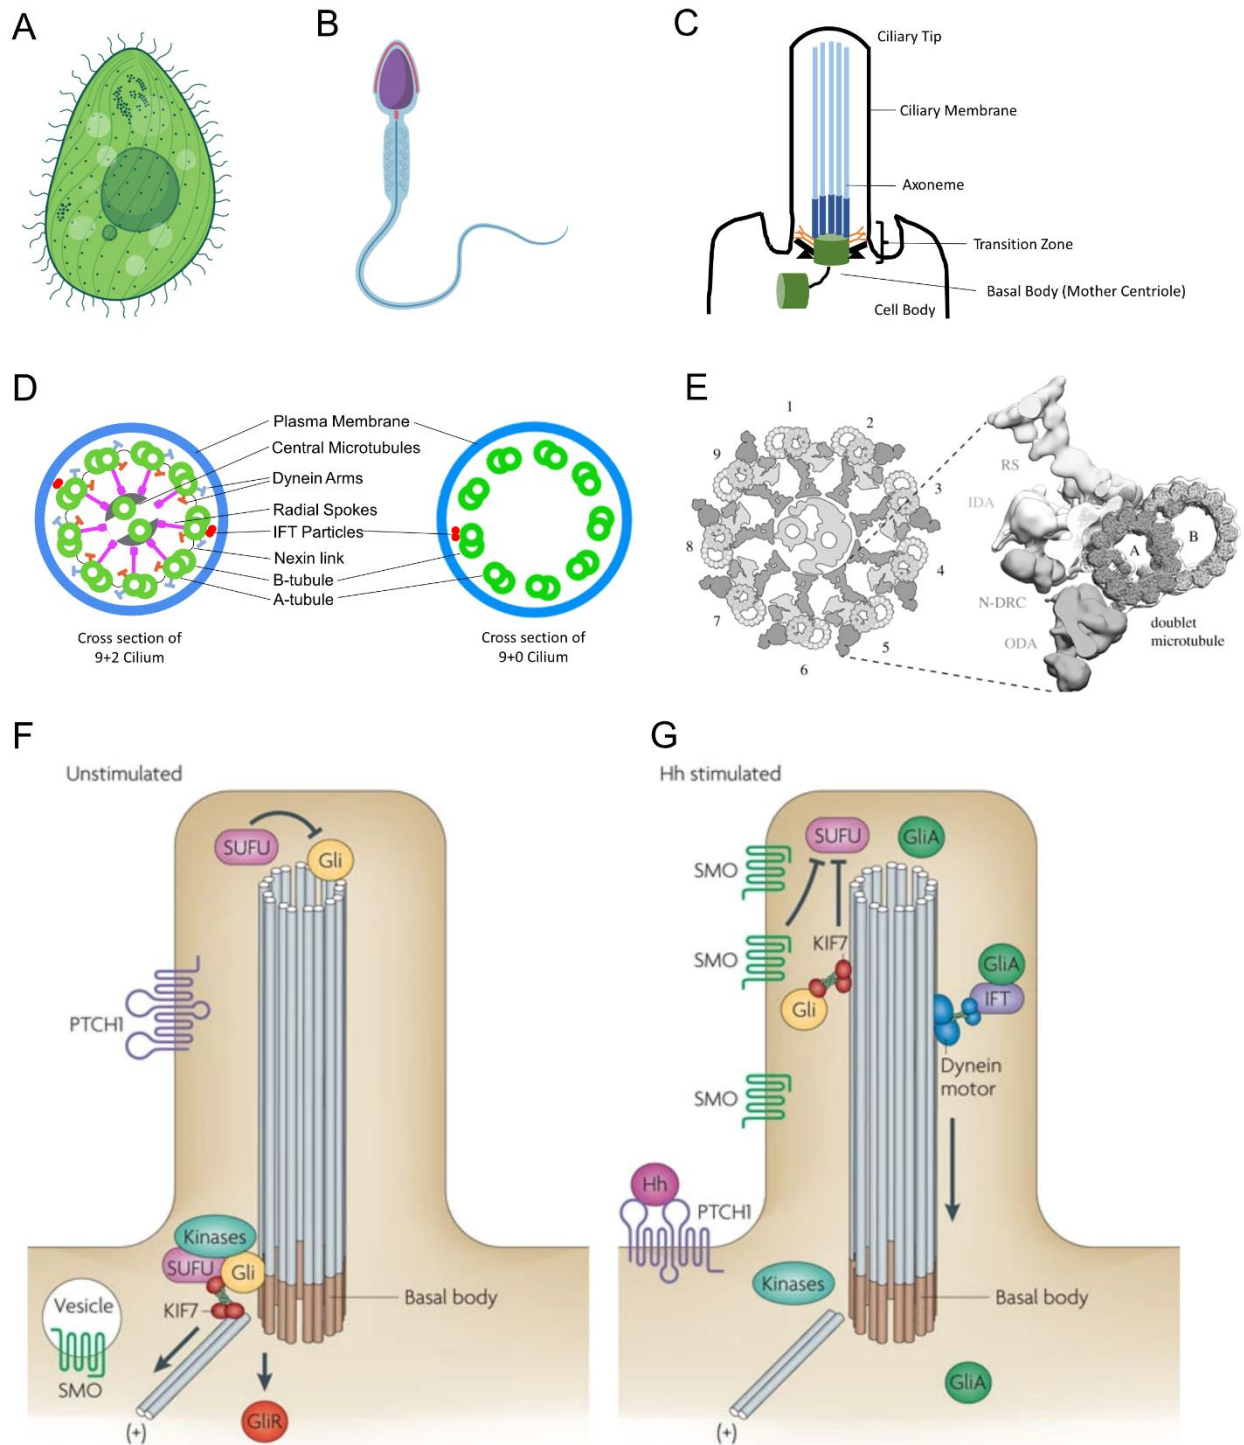 A
B
C
Ciliary Tip
Ciliary Membrane
Axoneme
Transition Zone
Basal Body (Mother Centriole)
Cell Body
D
Plasma Membrane
Central Microtubules
Dynein Arms
Radial Spokes
IFT Particles
Nexin link
B-tubule
A-tubule
Cross section of
9+2 Cilium
Cross section of
9+0 Cilium
E
1
2
3
4
5
6
7
8
9
RS
IDA
A
B
N-DRC
ODA
doublet
microtubule
F
Unstimulated
SUFU
Gli
PTCH1
Kinases
SUFU
Gli
KIF7
Vesicle
SMO
Basal body
(+)
GliR
G
Hh stimulated
SUFU
GliA
SMO
SMO
KIF7
Gli
GliA
IFT
Dynein
motor
SMO
Hh
PTCH1
Kinases
Basal body
GliA
(+)